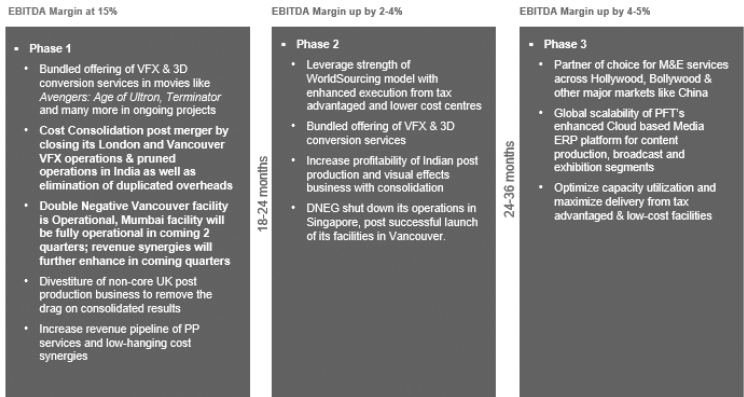 EBITDA Margin at 15%
Phase 1
Bundled offering of VFX & 3D
conversion services in movies like
Avengers: Age of Ultron, Terminator
and many more in ongoing projects
Cost Consolidation post merger by
closing its London and Vancouver
VFX operations & pruned
operations in India as well as
elimination of duplicated overheads
Double Negative Vancouver facility
is Operational, Mumbai facility will
be fully operational in coming 2
quarters; revenue synergies will
further enhance in coming quarters
Divestiture of non-core UK post
production business to remove the
drag on consolidated results
Increase revenue pipeline of PP
services and low-hanging cost
synergies
18-24 months
EBITDA Margin up by 2-4%
Phase 2
Leverage strength of
WorldSourcing model with
enhanced execution from tax
advantaged and lower cost centres
Bundled offering of VFX & 3D
conversion services
Increase profitability of Indian post
production and visual effects
business with consolidation
DNEG shut down its operations in
Singapore, post successful launch
of its facilities in Vancouver.
24-36 months
EBITDA Margin up by 4-5%
Phase 3
Partner of choice for M&E services
across Hollywood, Bollywood &
other major markets like China
Global scalability of PFT's
enhanced Cloud based Media
ERP platform for content
production, broadcast and
exhibition segments
Optimize capacity utilization and
maximize delivery from tax
advantaged & low-cost facilities